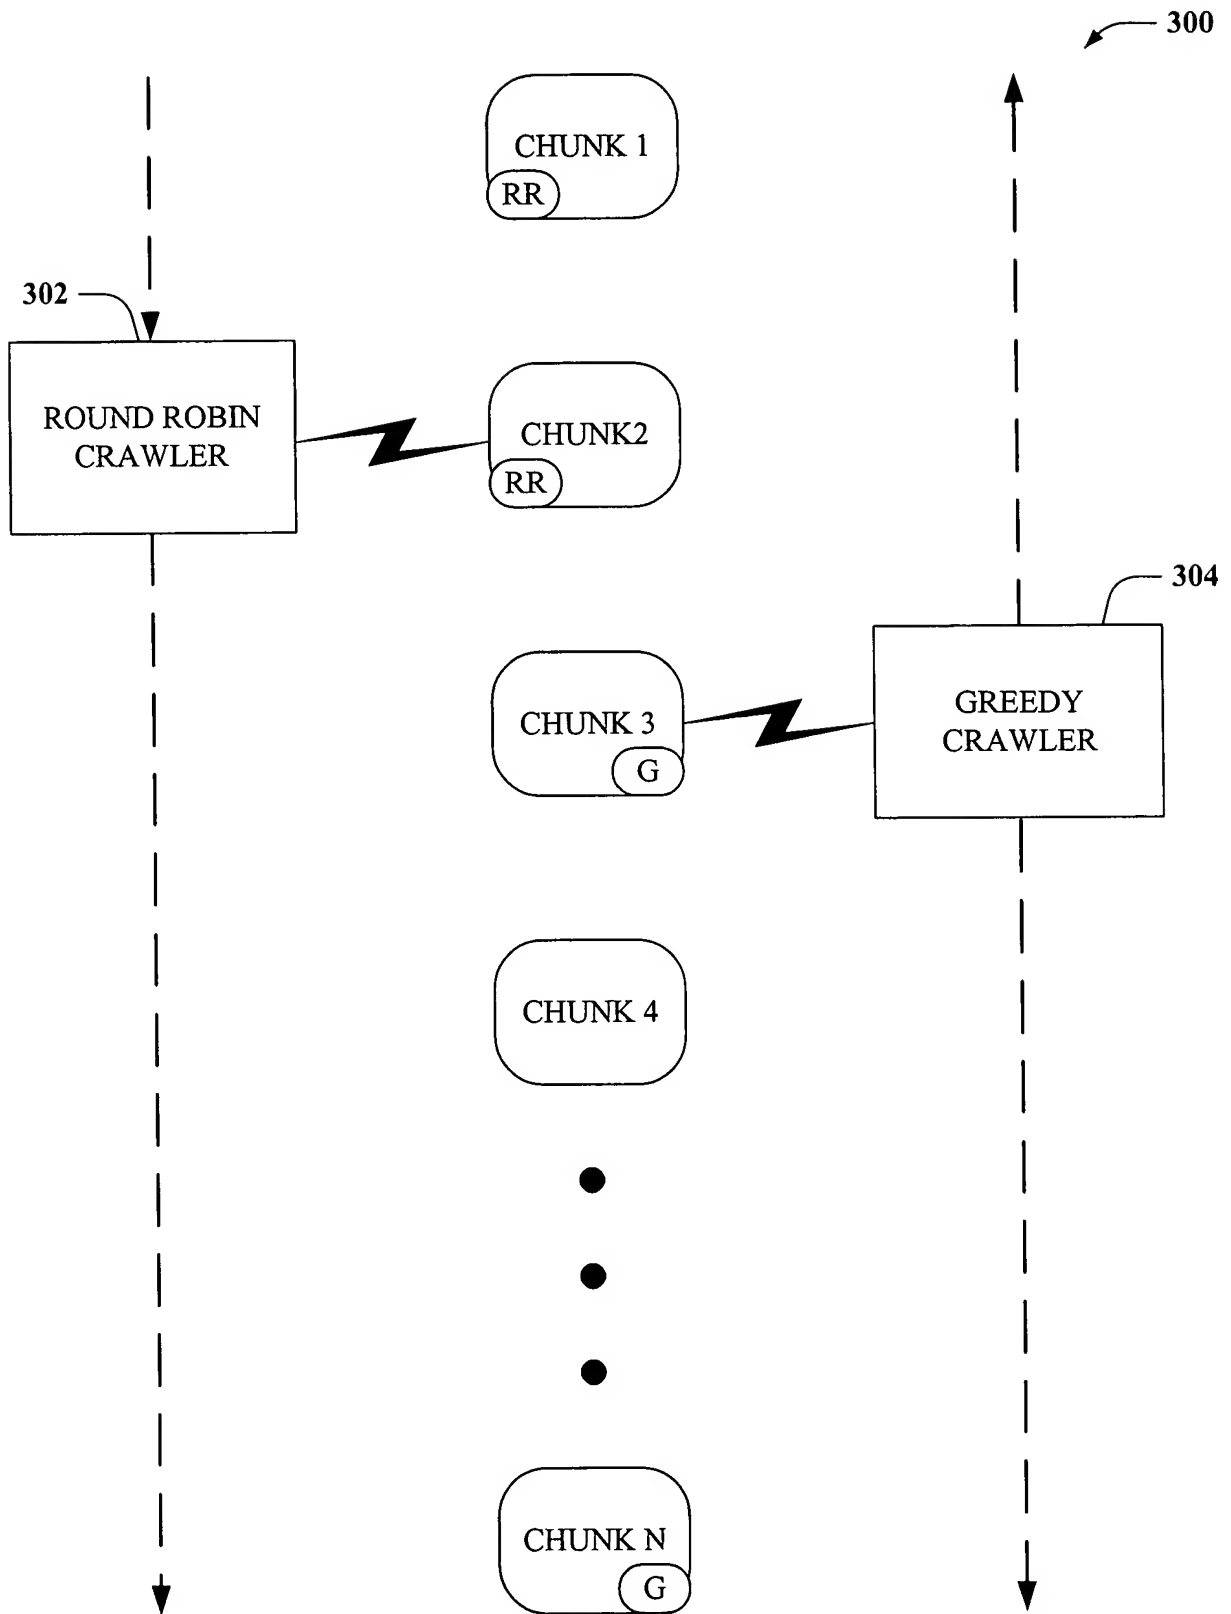 300
CHUNK 1
RR
302
ROUND ROBIN
CRAWLER
CHUNK2
RR
304
CHUNK 3
G
GREEDY
CRAWLER
CHUNK 4
CHUNK N
G